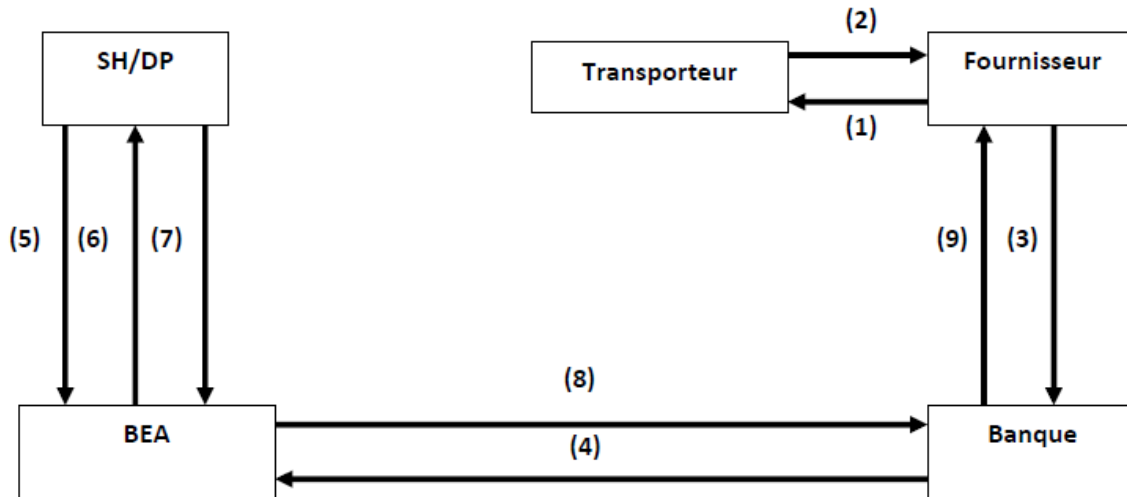 (2)
SH/DP
Transporteur
Fournisseur
(1)
(5)
(6)
(7)
(9)
(3)
(8)
BEA
(4)
Banque